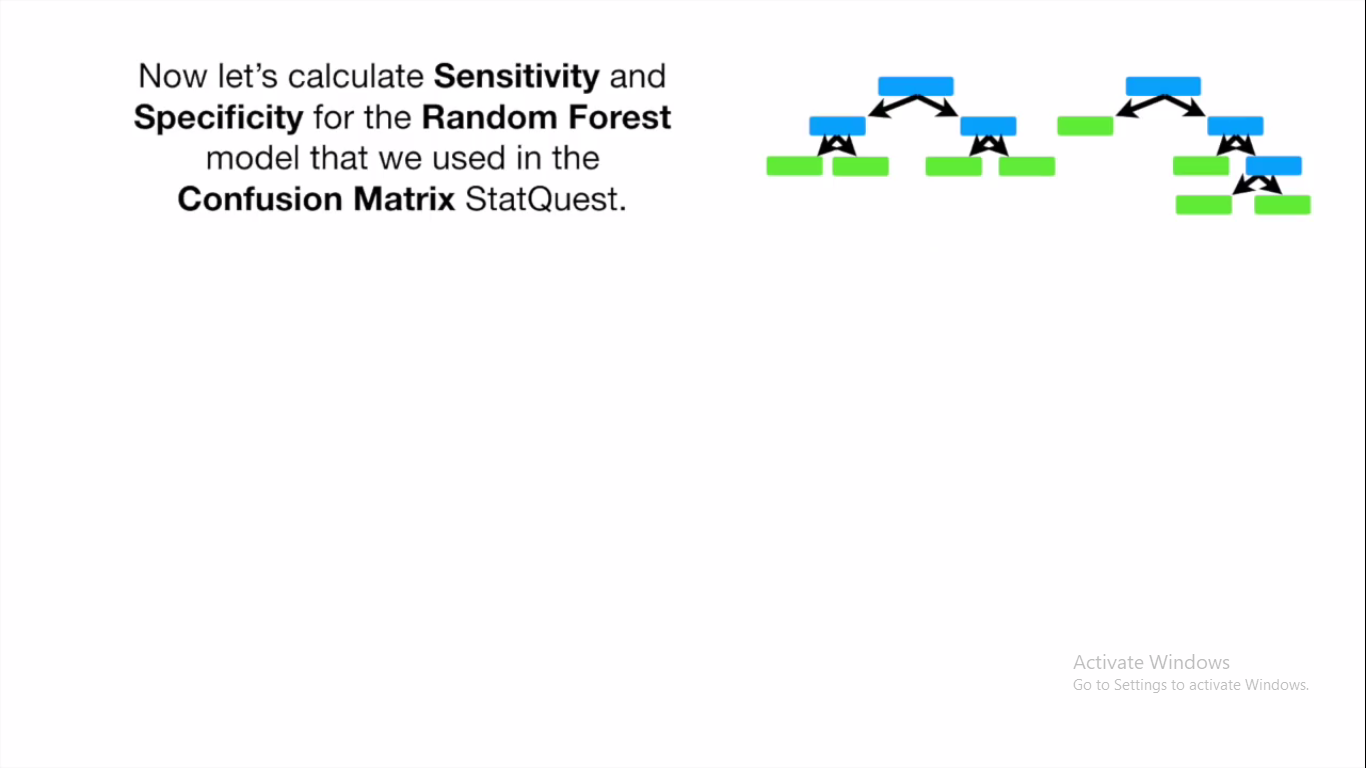 Now let’s calculate Sensitivity and
Specificity for the Random Forest
model that we used in the
Confusion Matrix StatQuest.
Activate Windows
Go to Settings to activate Windows.